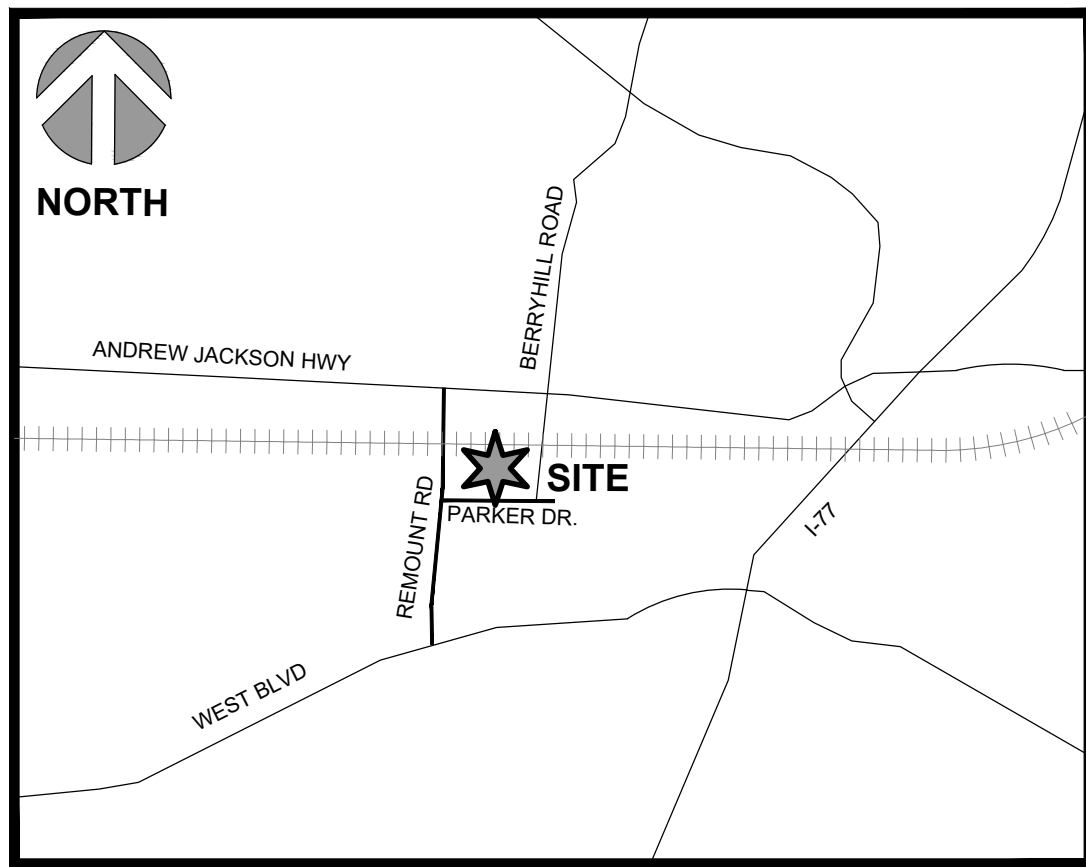 NORTH
BERRYHILL ROAD
ANDREW JACKSON HWY
SITE
PARKER DR.
REMOUNT RD
I-77
WEST BLVD